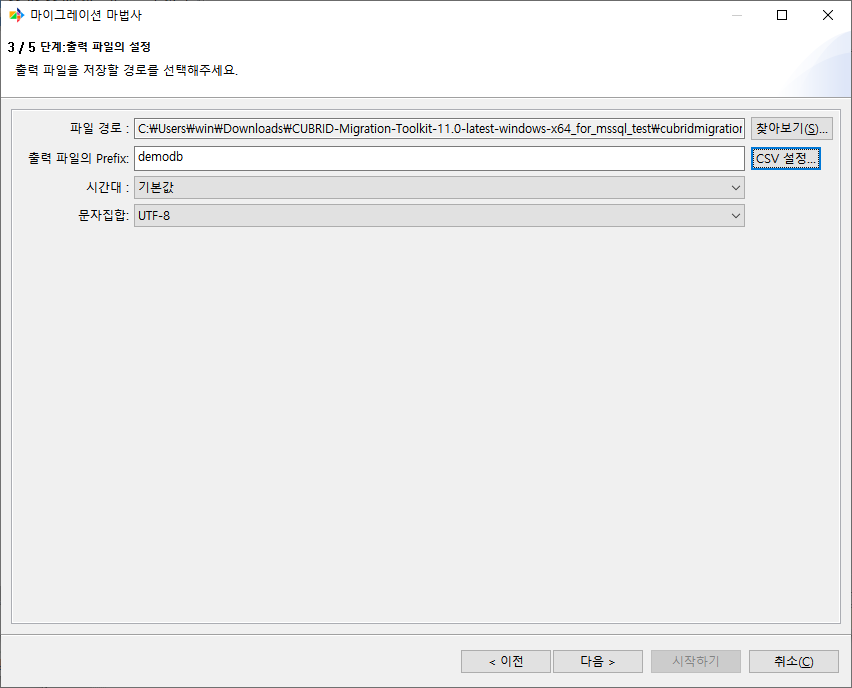 마이그레이션 마법사
3 / 5 단계:출력 파일의 설정
출력 파일을 저장할 경로를 선택해주세요.
파일 경로 : C:₩Users₩win₩Downloads₩CUBRID-Migration-Toolkit-11.0-latest-windows-x64_for_mssql_test₩cubridmigration 찾아보기(S)...
출력 파일의 Prefix: demodb CSV 설정...
시간대 : 기본값
문자집합: UTF-8
< 이전 다음 > 시작하기 취소(C)